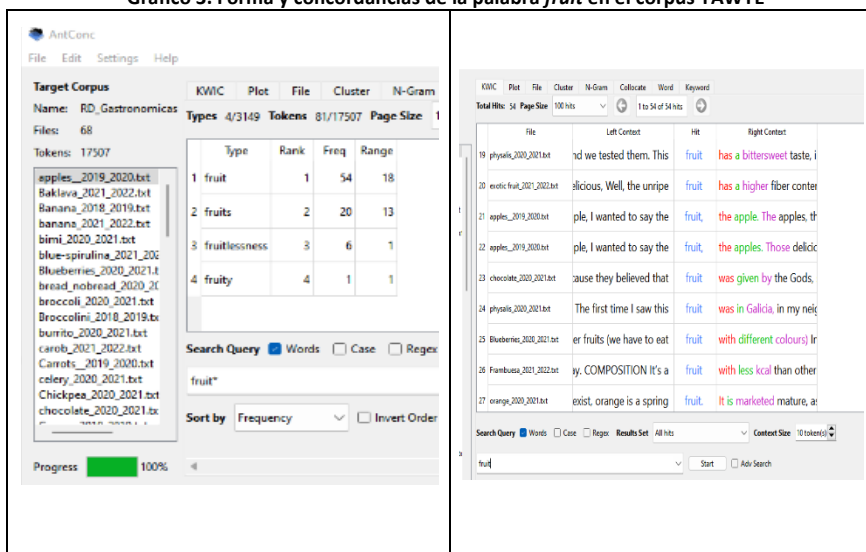 Gráfico 3. Forma y concordancias de la palabra fruit en el corpus TAWTE
AntConc
File Edit Settings Help
Target Corpus
Name: RD_Gastronomicas
Files: 68
Tokens: 17507
apples__2019_2020.txt
Baklava_2021_2022.txt
Banana_2018_2019.txt
banana_2021_2022.txt
bimi_2020_2021.txt
blue-spirulina_2021_202
Blueberries_2020_2021.t
bread_nobread_2020_20
broccoli_2020_2021.txt
Broccolini_2018_2019.tx
burrito_2020_2021.txt
carob_2021_2022.txt
Carrots__2019_2020.txt
celery_2020_2021.txt
Chickpea_2020_2021.txt
chocolate_2020_2021.tx
Progress 100%
KWIC Plot File Cluster N-Gram
Types 4/3149 Tokens 81/17507 Page Size 1
Type Rank Freq Range
1 fruit 1 54 18
2 fruits 2 20 13
3 fruitlessness 3 6 1
4 fruity 4 1 1
Search Query Words Case Regex
fruit*
Sort by Frequency Invert Order
KWIC Plot File Cluster N-Gram Collocate Word Keyword
Total Hits: 54 Page Size 100 hits 1 to 54 of 54 hits
File Left Context Hit Right Context
19 physalis_2020_2021.txt nd we tested them. This fruit has a bittersweet taste, i
20 exotic fruit_2021_2022.txt elicious, Well, the unripe fruit has a higher fiber conter
21 apples__2019_2020.txt ple, I wanted to say the fruit, the apple. The apples, th
22 apples__2019_2020.txt ple, I wanted to say the fruit, the apples. Those delicic
23 chocolate_2020_2021.txt cause they believed that fruit was given by the Gods,
24 physalis_2020_2021.txt The first time I saw this fruit was in Galicia, in my neig
25 Blueberries_2020_2021.txt er fruits (we have to eat fruit with different colours) Ir
26 Frambuesa_2021_2022.txt ay. COMPOSITION It's a fruit with less kcal than other
27 orange_2020_2021.txt exist, orange is a spring fruit. It is marketed mature, as
Search Query Words Case Regex Results Set All hits Context Size 10 token(s)
fruit Start Adv Search